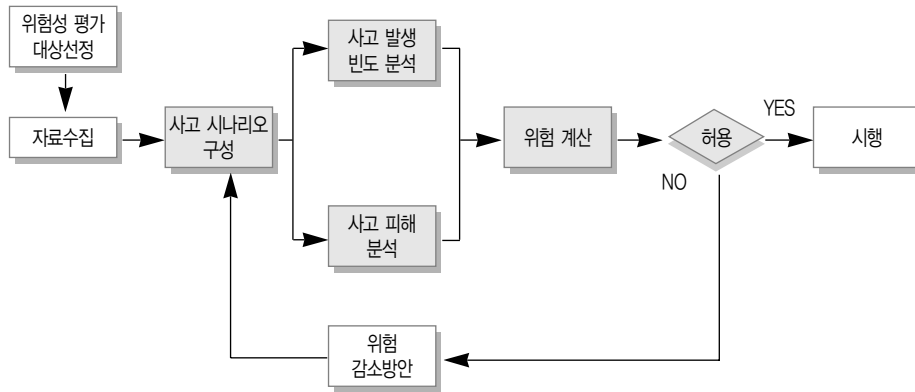 위험성 평가
대상선정
자료수집
사고 시나리오
구성
사고 발생
빈도 분석
사고 피해
분석
위험 계산
허용
YES
시행
NO
위험
감소방안